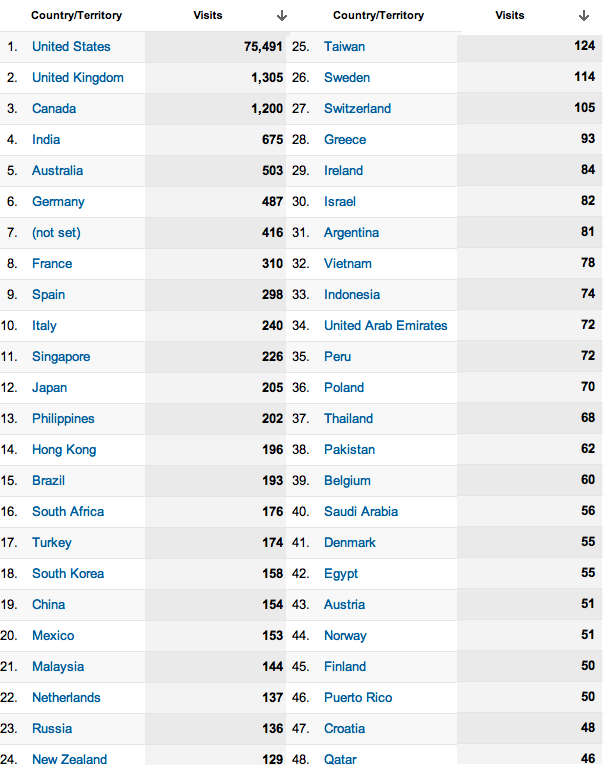 Country/Territory Visits ↓ Country/Territory Visits ↓
1. United States 75,491 25. Taiwan 124
2. United Kingdom 1,305 26. Sweden 114
3. Canada 1,200 27. Switzerland 105
4. India 675 28. Greece 93
5. Australia 503 29. Ireland 84
6. Germany 487 30. Israel 82
7. (not set) 416 31. Argentina 81
8. France 310 32. Vietnam 78
9. Spain 298 33. Indonesia 74
10. Italy 240 34. United Arab Emirates 72
11. Singapore 226 35. Peru 72
12. Japan 205 36. Poland 70
13. Philippines 202 37. Thailand 68
14. Hong Kong 196 38. Pakistan 62
15. Brazil 193 39. Belgium 60
16. South Africa 176 40. Saudi Arabia 56
17. Turkey 174 41. Denmark 55
18. South Korea 158 42. Egypt 55
19. China 154 43. Austria 51
20. Mexico 153 44. Norway 51
21. Malaysia 144 45. Finland 50
22. Netherlands 137 46. Puerto Rico 50
23. Russia 136 47. Croatia 48
24. New Zealand 129 48. Qatar 46